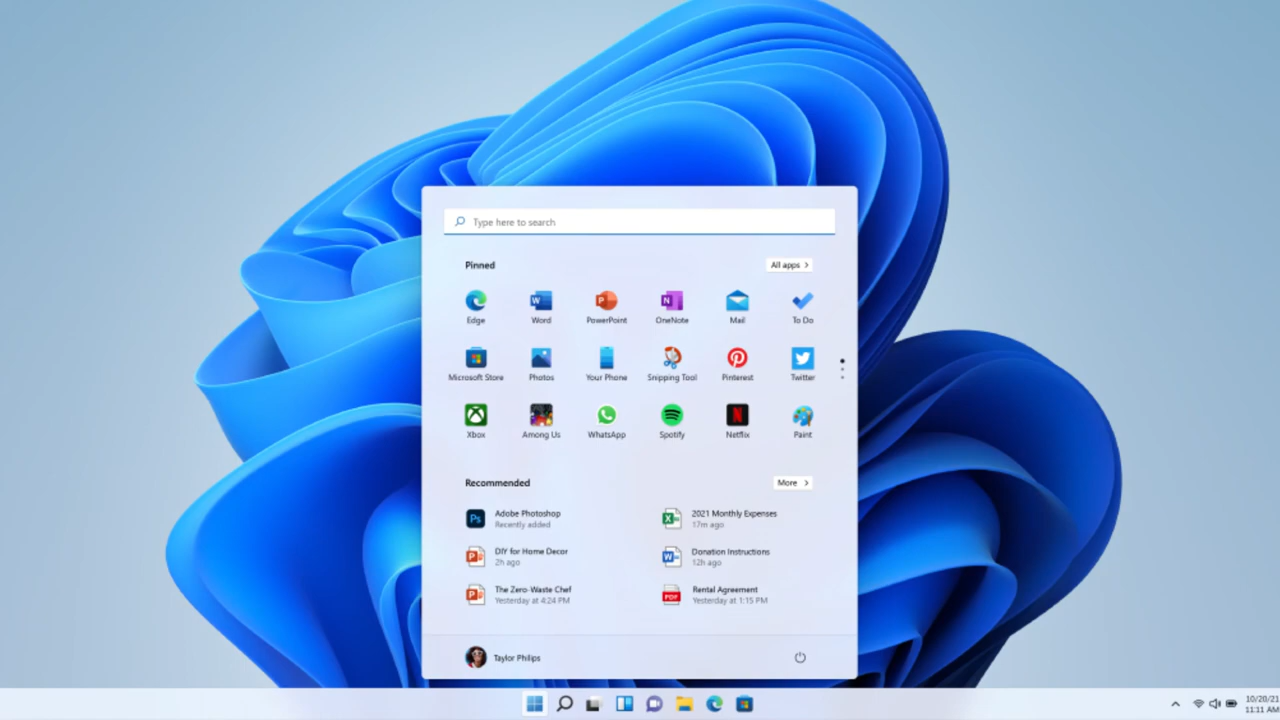 Type here to search
Pinned
All apps
Edge
Word
PowerPoint
OneNote
Mail
To Do
Microsoft Store
Photos
Your Phone
Snipping Tool
Pinterest
Twitter
Xbox
Among Us
WhatsApp
Spotify
Netflix
Paint
Recommended
More
Ps
Adobe Photoshop
Recently added
2021 Monthly Expenses
17m ago
DIY for Home Decor
2h ago
Donation Instructions
12h ago
The Zero-Waste Chef
Yesterday at 4:24 PM
PDF
Rental Agreement
Yesterday at 1:15 PM
Taylor Philips
10/20/21
11:11 AM